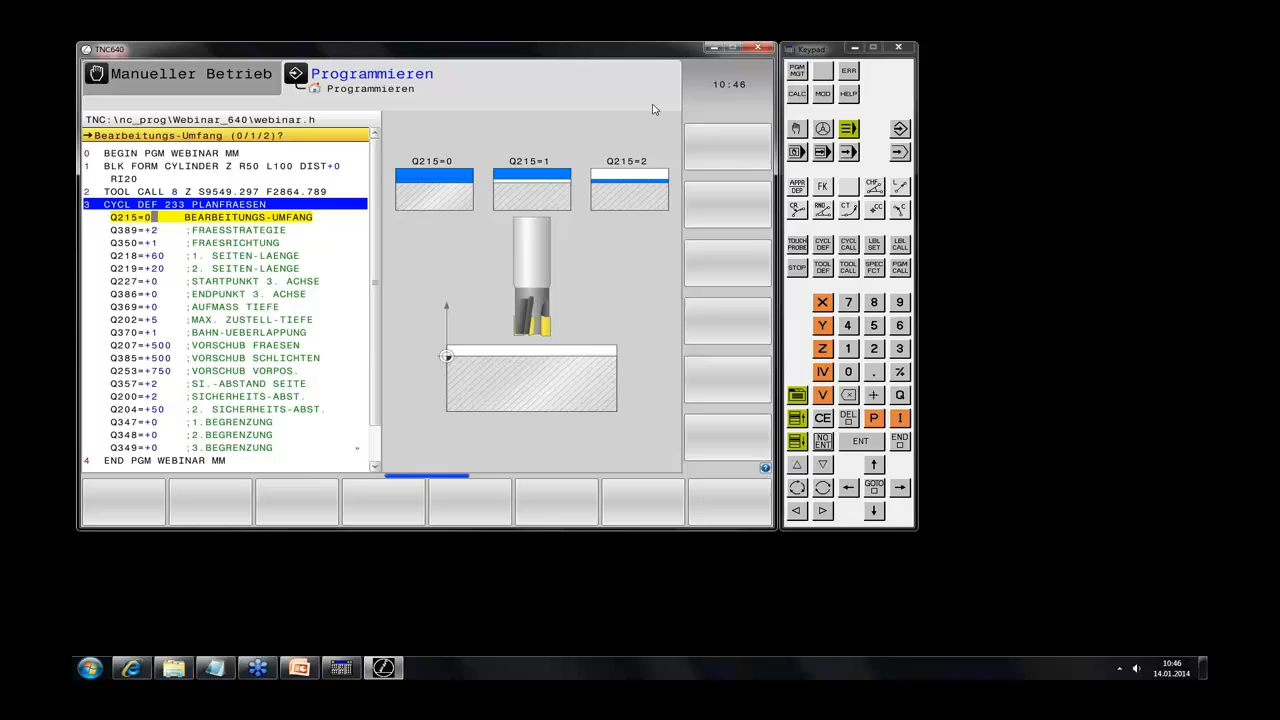 TNC640
Manueller Betrieb
Programmieren
Programmieren
10:46
TNC:\nc_prog\Webinar_640\webinar.h
→Bearbeitungs-Umfang (0/1/2)?
0 BEGIN PGM WEBINAR MM
1 BLK FORM CYLINDER Z R50 L100 DIST+0
RI20
2 TOOL CALL 8 Z S9549.297 F2864.789
3 CYCL DEF 233 PLANFRAESEN
Q215=0 BEARBEITUNGS-UMFANG
Q389=+2 ;FRAESSTRATEGIE
Q350=+1 ;FRAESRICHTUNG
Q218=+60 ;1. SEITEN-LAENGE
Q219=+20 ;2. SEITEN-LAENGE
Q227=+0 ;STARTPUNKT 3. ACHSE
Q386=+0 ;ENDPUNKT 3. ACHSE
Q369=+0 ;AUFMASS TIEFE
Q202=+5 ;MAX. ZUSTELL-TIEFE
Q370=+1 ;BAHN-UEBERLAPPUNG
Q207=+500 ;VORSCHUB FRAESEN
Q385=+500 ;VORSCHUB SCHLICHTEN
Q253=+750 ;VORSCHUB VORPOS.
Q357=+2 ;SI.-ABSTAND SEITE
Q200=+2 ;SICHERHEITS-ABST.
Q204=+50 ;2. SICHERHEITS-ABST.
Q347=+0 ;1.BEGRENZUNG
Q348=+0 ;2.BEGRENZUNG
Q349=+0 ;3.BEGRENZUNG »
4 END PGM WEBINAR MM
Q215=0 Q215=1 Q215=2
Keypad
PGM MGT ERR
CALC MOD HELP
APPR DEP FK CHF L
CR RND CT CC C
TOUCH PROBE CYCL DEF CYCL CALL LBL SET LBL CALL
STOP TOOL DEF TOOL CALL SPEC FCT PGM CALL
X 7 8 9
Y 4 5 6
Z 1 2 3
IV 0 .
V + Q
CE DEL P I
NO ENT ENT END
GOTO
10:46
14.01.2014